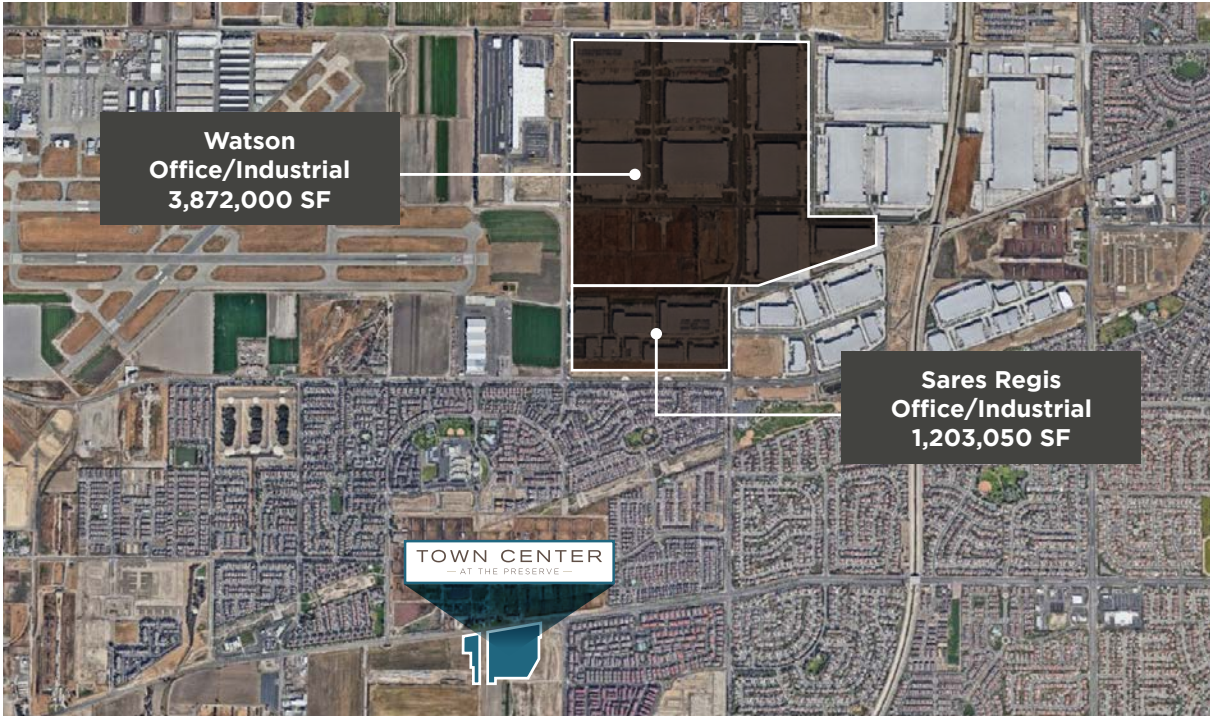 Watson
Office/Industrial
3,872,000 SF
Sares Regis
Office/Industrial
1,203,050 SF
TOWN CENTER
— AT THE PRESERVE —